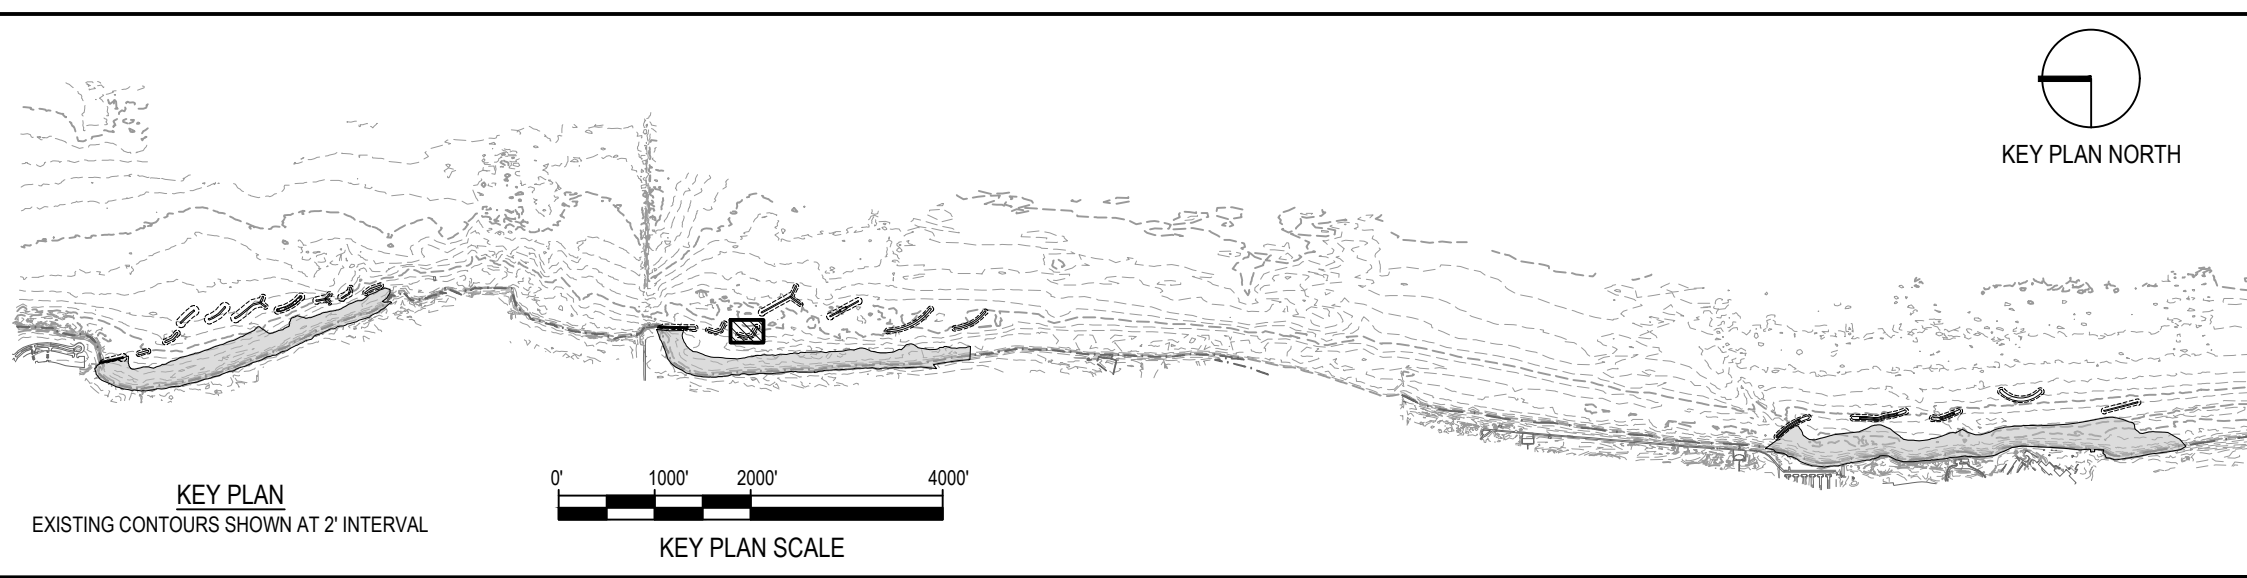 KEY PLAN NORTH
KEY PLAN
EXISTING CONTOURS SHOWN AT 2' INTERVAL
0' 1000' 2000' 4000'
KEY PLAN SCALE